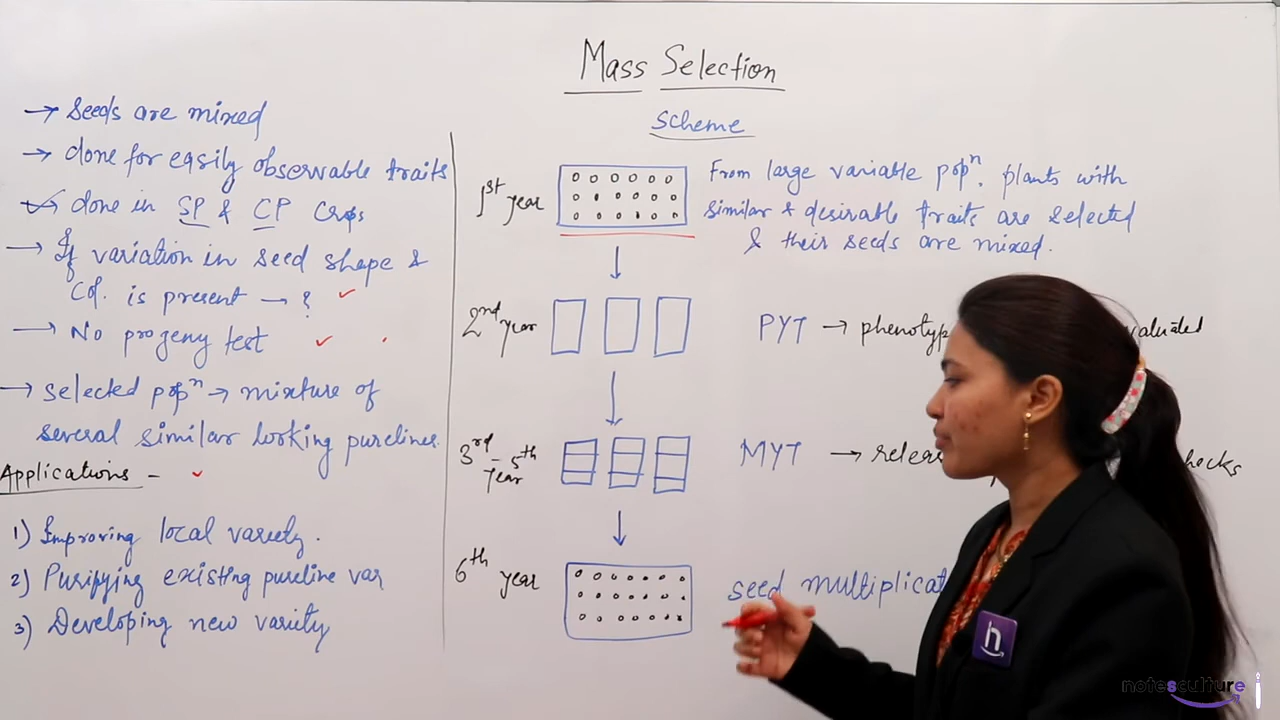 Mass Selection
Scheme
→ Seeds are mixed
→ done for easily observable traits
→ done in SP & CP Crops
→ If variation in seed shape &
Col. is present → ?
→ No progeny test
→ selected popⁿ → mixture of
several similar looking purelines.
Applications -
1) Improving local variety.
2) Purifying existing pureline var
3) Developing new varity
1st year
From large variable popⁿ, plants with
similar & desirable traits are selected
& their seeds are mixed.
2nd year
PYT → phenotyp
valuated
3rd - 5th
year
MYT → releas
checks
6th year
seed multiplicat
h
notesculture